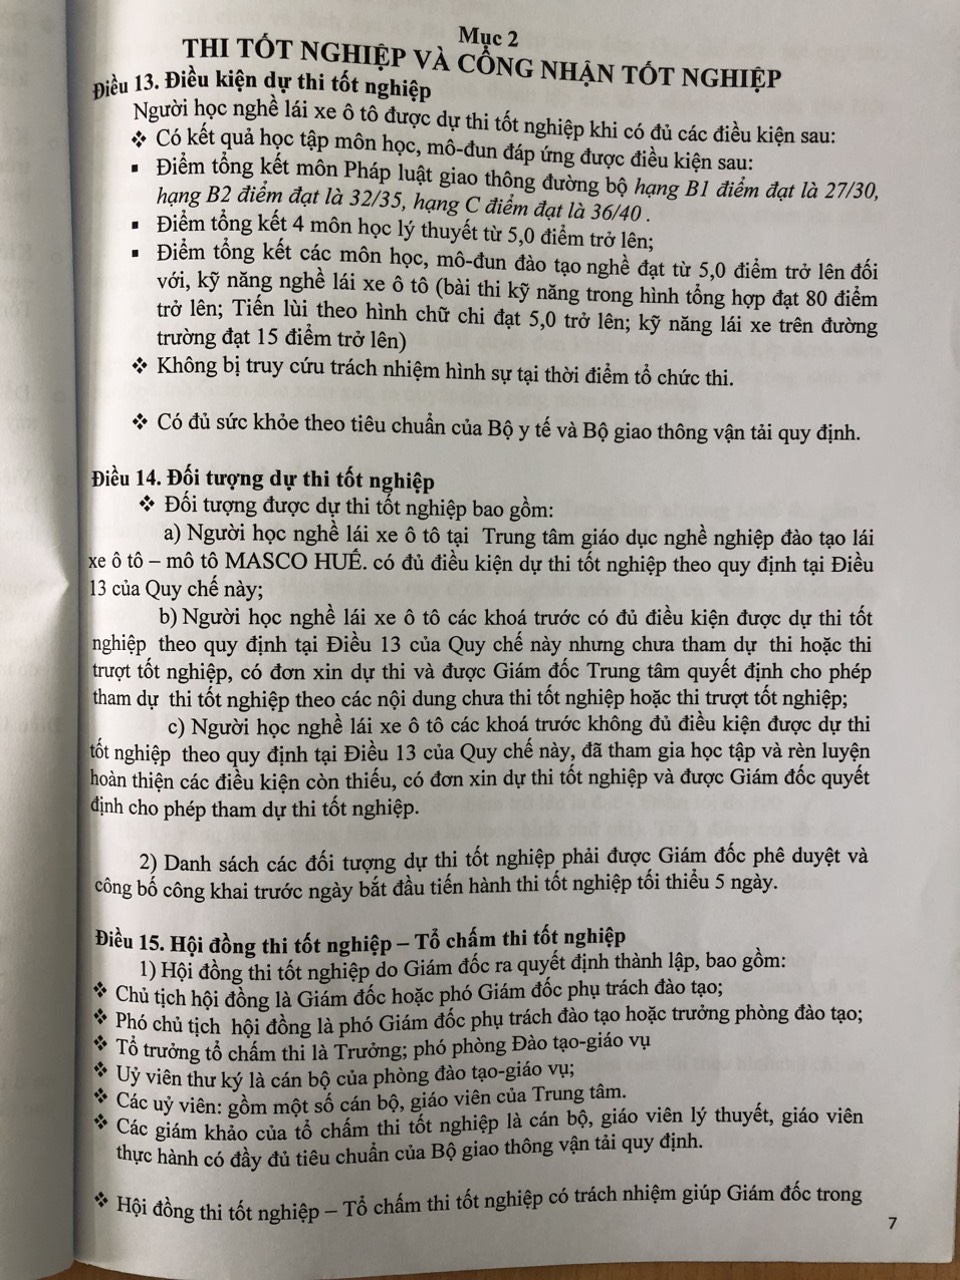 Mục 2
THI TỐT NGHIỆP VÀ CÔNG NHẬN TỐT NGHIỆP
Điều 13. Điều kiện dự thi tốt nghiệp
Người học nghề lái xe ô tô được dự thi tốt nghiệp khi có đủ các điều kiện sau:
❖ Có kết quả học tập môn học, mô-đun đáp ứng được điều kiện sau:
▪ Điểm tổng kết môn Pháp luật giao thông đường bộ hạng B1 điểm đạt là 27/30,
hạng B2 điểm đạt là 32/35, hạng C điểm đạt là 36/40 .
▪ Điểm tổng kết 4 môn học lý thuyết từ 5,0 điểm trở lên;
▪ Điểm tổng kết các môn học, mô-đun đào tạo nghề đạt từ 5,0 điểm trở lên đối
với, kỹ năng nghề lái xe ô tô (bài thi kỹ năng trong hình tổng hợp đạt 80 điểm
trở lên; Tiến lùi theo hình chữ chi đạt 5,0 trở lên; kỹ năng lái xe trên đường
trường đạt 15 điểm trở lên)
❖ Không bị truy cứu trách nhiệm hình sự tại thời điểm tổ chức thi.
❖ Có đủ sức khỏe theo tiêu chuẩn của Bộ y tế và Bộ giao thông vận tải quy định.
Điều 14. Đối tượng dự thi tốt nghiệp
❖ Đối tượng được dự thi tốt nghiệp bao gồm:
a) Người học nghề lái xe ô tô tại Trung tâm giáo dục nghề nghiệp đào tạo lái
xe ô tô – mô tô MASCO HUẾ. có đủ điều kiện dự thi tốt nghiệp theo quy định tại Điều
13 của Quy chế này;
b) Người học nghề lái xe ô tô các khoá trước có đủ điều kiện được dự thi tốt
nghiệp theo quy định tại Điều 13 của Quy chế này nhưng chưa tham dự thi hoặc thi
trượt tốt nghiệp, có đơn xin dự thi và được Giám đốc Trung tâm quyết định cho phép
tham dự thi tốt nghiệp theo các nội dung chưa thi tốt nghiệp hoặc thi trượt tốt nghiệp;
c) Người học nghề lái xe ô tô các khoá trước không đủ điều kiện được dự thi
tốt nghiệp theo quy định tại Điều 13 của Quy chế này, đã tham gia học tập và rèn luyện
hoàn thiện các điều kiện còn thiếu, có đơn xin dự thi tốt nghiệp và được Giám đốc quyết
định cho phép tham dự thi tốt nghiệp.
2) Danh sách các đối tượng dự thi tốt nghiệp phải được Giám đốc phê duyệt và
công bố công khai trước ngày bắt đầu tiến hành thi tốt nghiệp tối thiểu 5 ngày.
Điều 15. Hội đồng thi tốt nghiệp – Tổ chấm thi tốt nghiệp
1) Hội đồng thi tốt nghiệp do Giám đốc ra quyết định thành lập, bao gồm:
❖ Chủ tịch hội đồng là Giám đốc hoặc phó Giám đốc phụ trách đào tạo;
❖ Phó chủ tịch hội đồng là phó Giám đốc phụ trách đào tạo hoặc trưởng phòng đào tạo;
❖ Tổ trưởng tổ chấm thi là Trưởng; phó phòng Đào tạo-giáo vụ
❖ Uỷ viên thư ký là cán bộ của phòng đào tạo-giáo vụ;
❖ Các uỷ viên: gồm một số cán bộ, giáo viên của Trung tâm.
❖ Các giám khảo của tổ chấm thi tốt nghiệp là cán bộ, giáo viên lý thuyết, giáo viên
thực hành có đầy đủ tiêu chuẩn của Bộ giao thông vận tải quy định.
❖ Hội đồng thi tốt nghiệp – Tổ chấm thi tốt nghiệp có trách nhiệm giúp Giám đốc trong
7